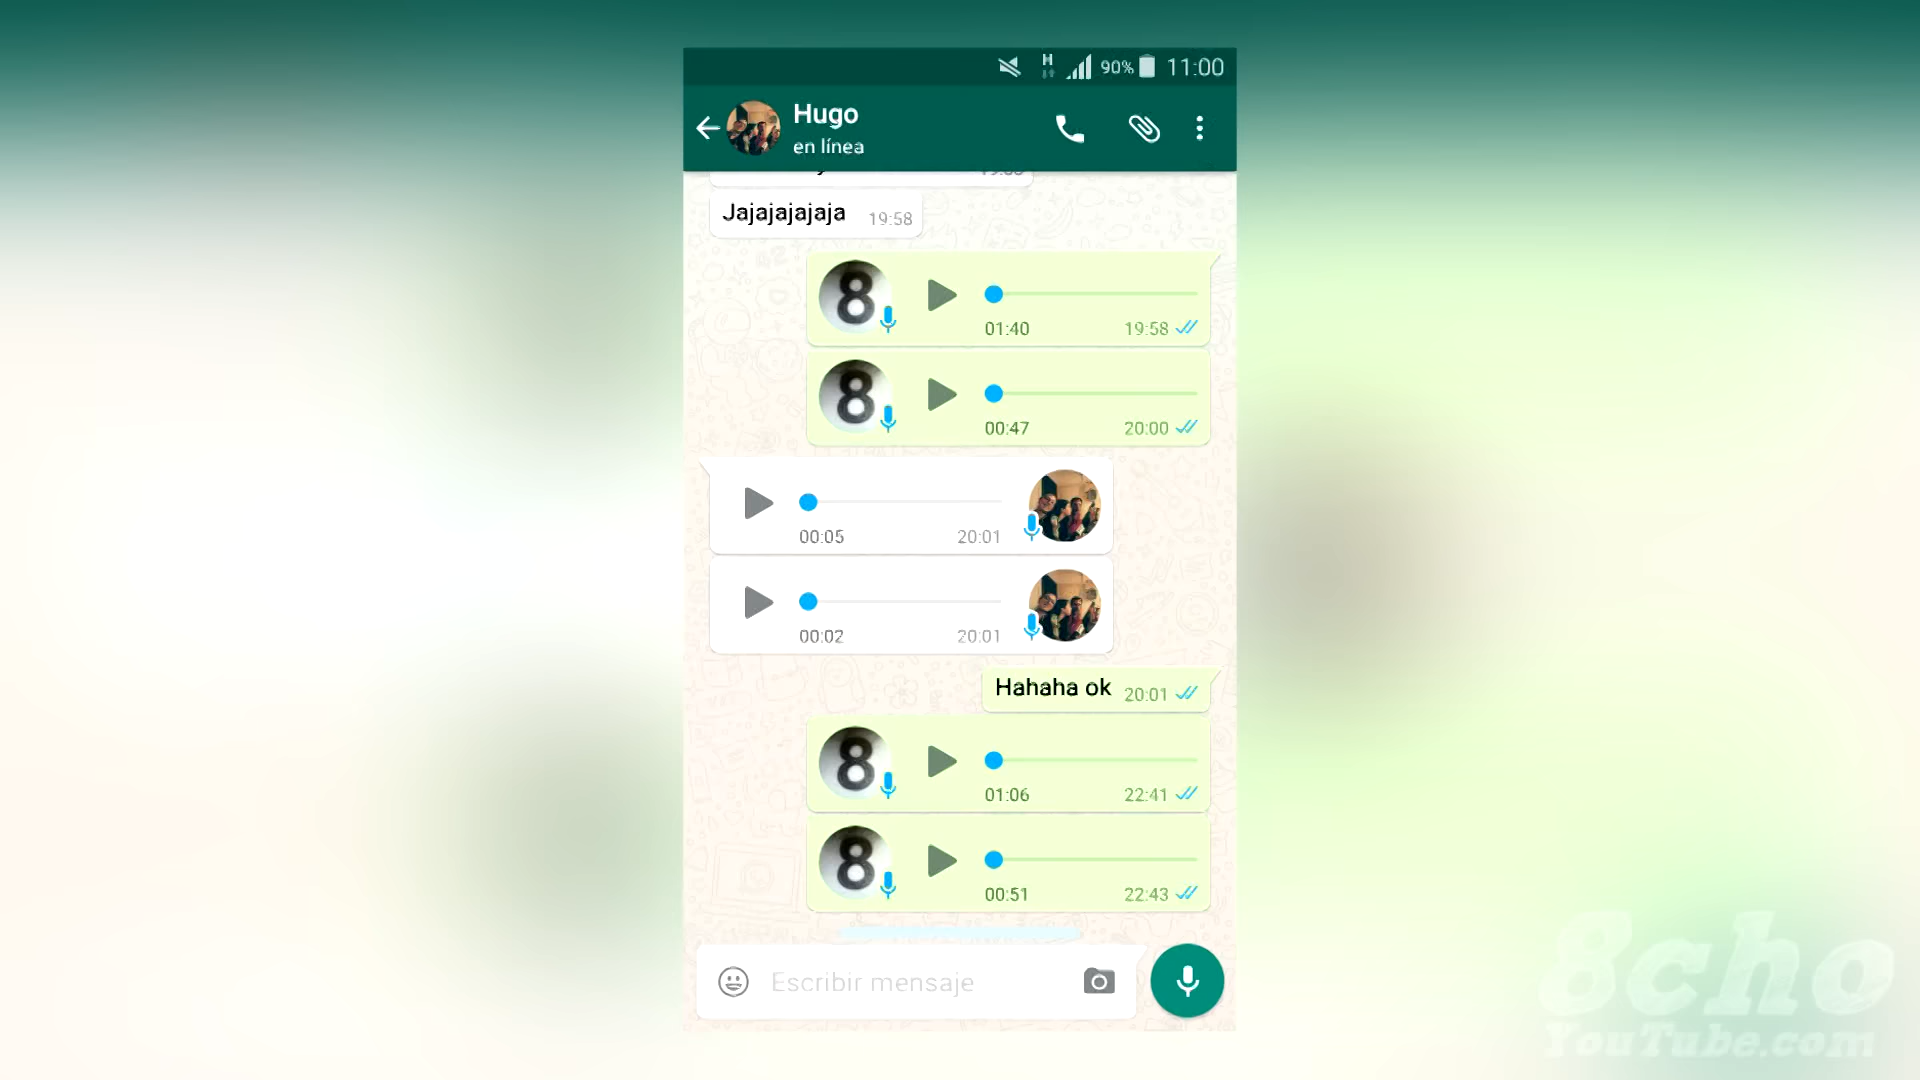 H 90% 11:00
Hugo
en línea
Jajajajajaja 19:58
8
01:40 19:58
8
00:47 20:00
00:05 20:01
00:02 20:01
Hahaha ok 20:01
8
01:06 22:41
8
00:51 22:43
Escribir mensaje
8cho
YouTube.com